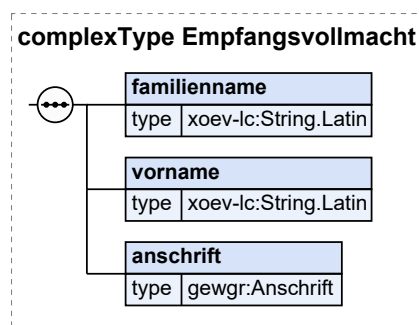 complexType Empfangsvollmacht
familienname
type xoev-lc:String.Latin
vorname
type xoev-lc:String.Latin
anschrift
type gewgr:Anschrift